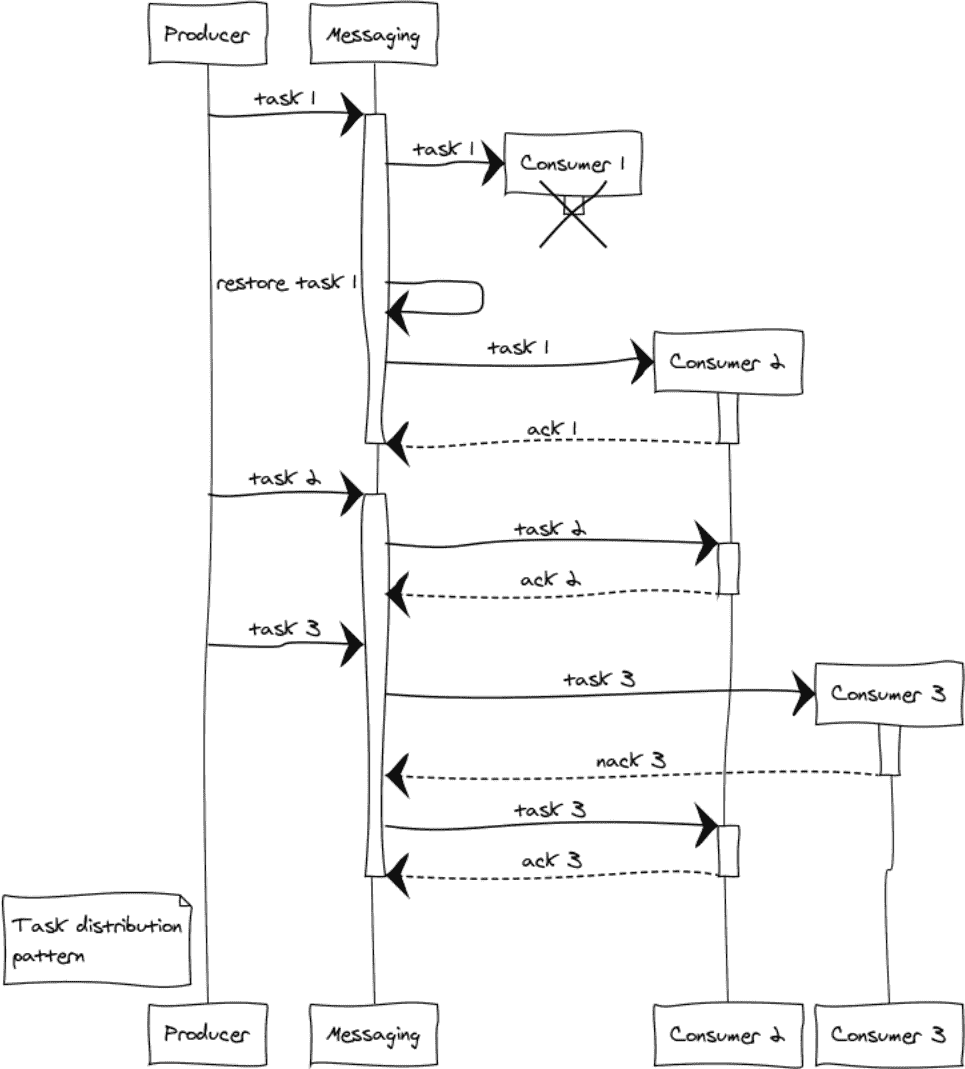 Producer
Messaging
task 1
task 1
Consumer 1
restore task 1
task 1
Consumer 2
ack 1
task 2
task 2
ack 2
task 3
task 3
Consumer 3
nack 3
task 3
ack 3
Task distribution
pattern
Producer
Messaging
Consumer 2
Consumer 3